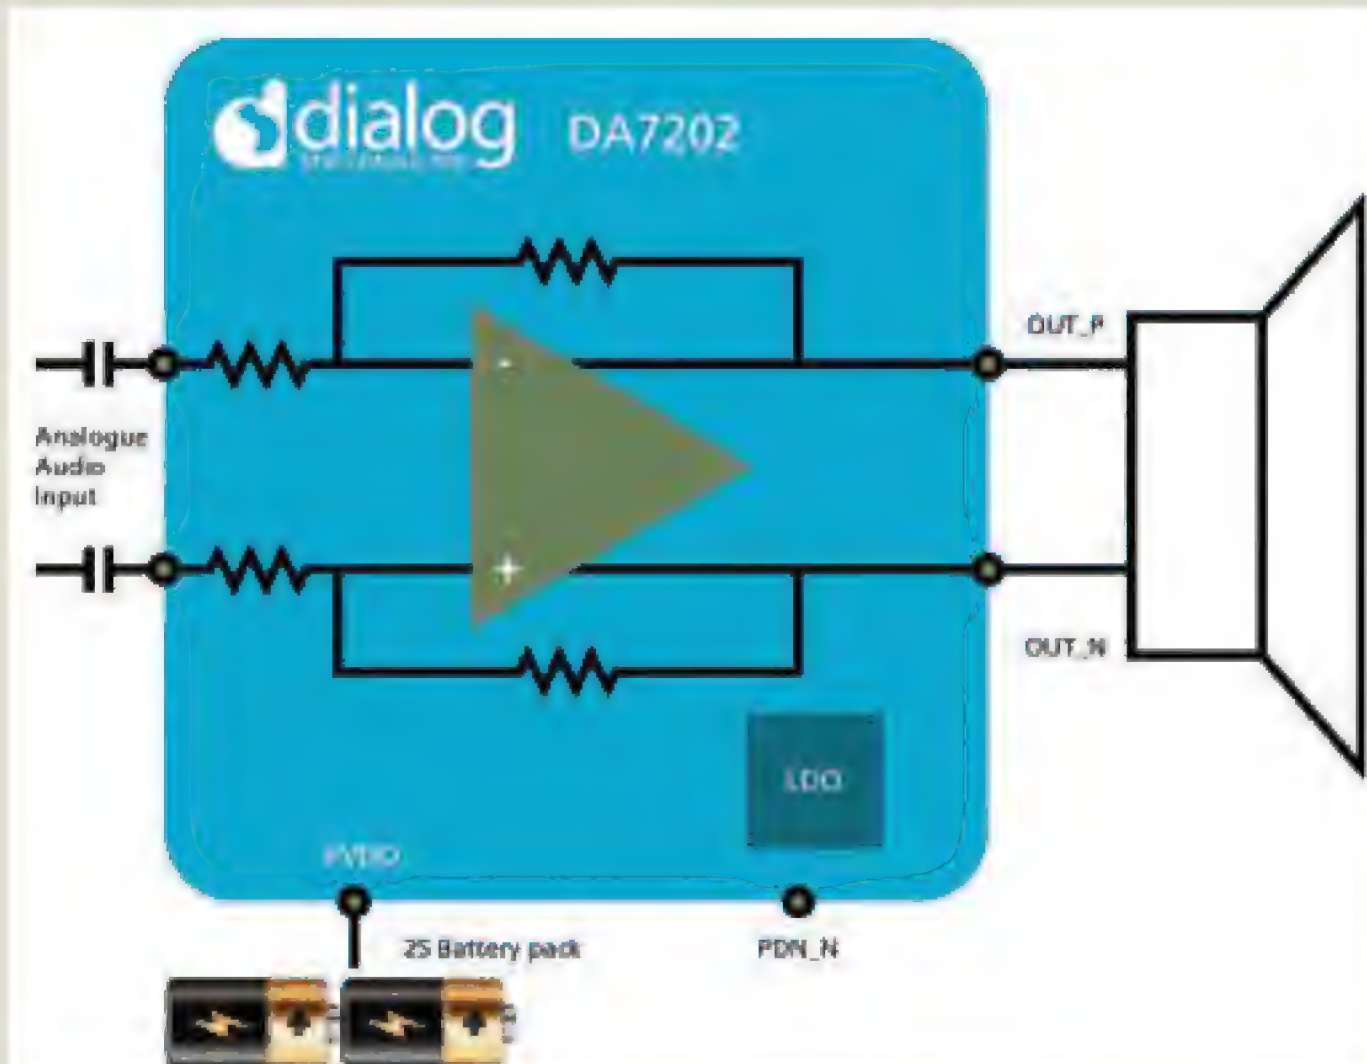 dialog DA7202
OUT_P
-
Analogue
Audio
Input
+
OUT_N
LDO
PVDD
2S Battery pack
PDN_N
+ +